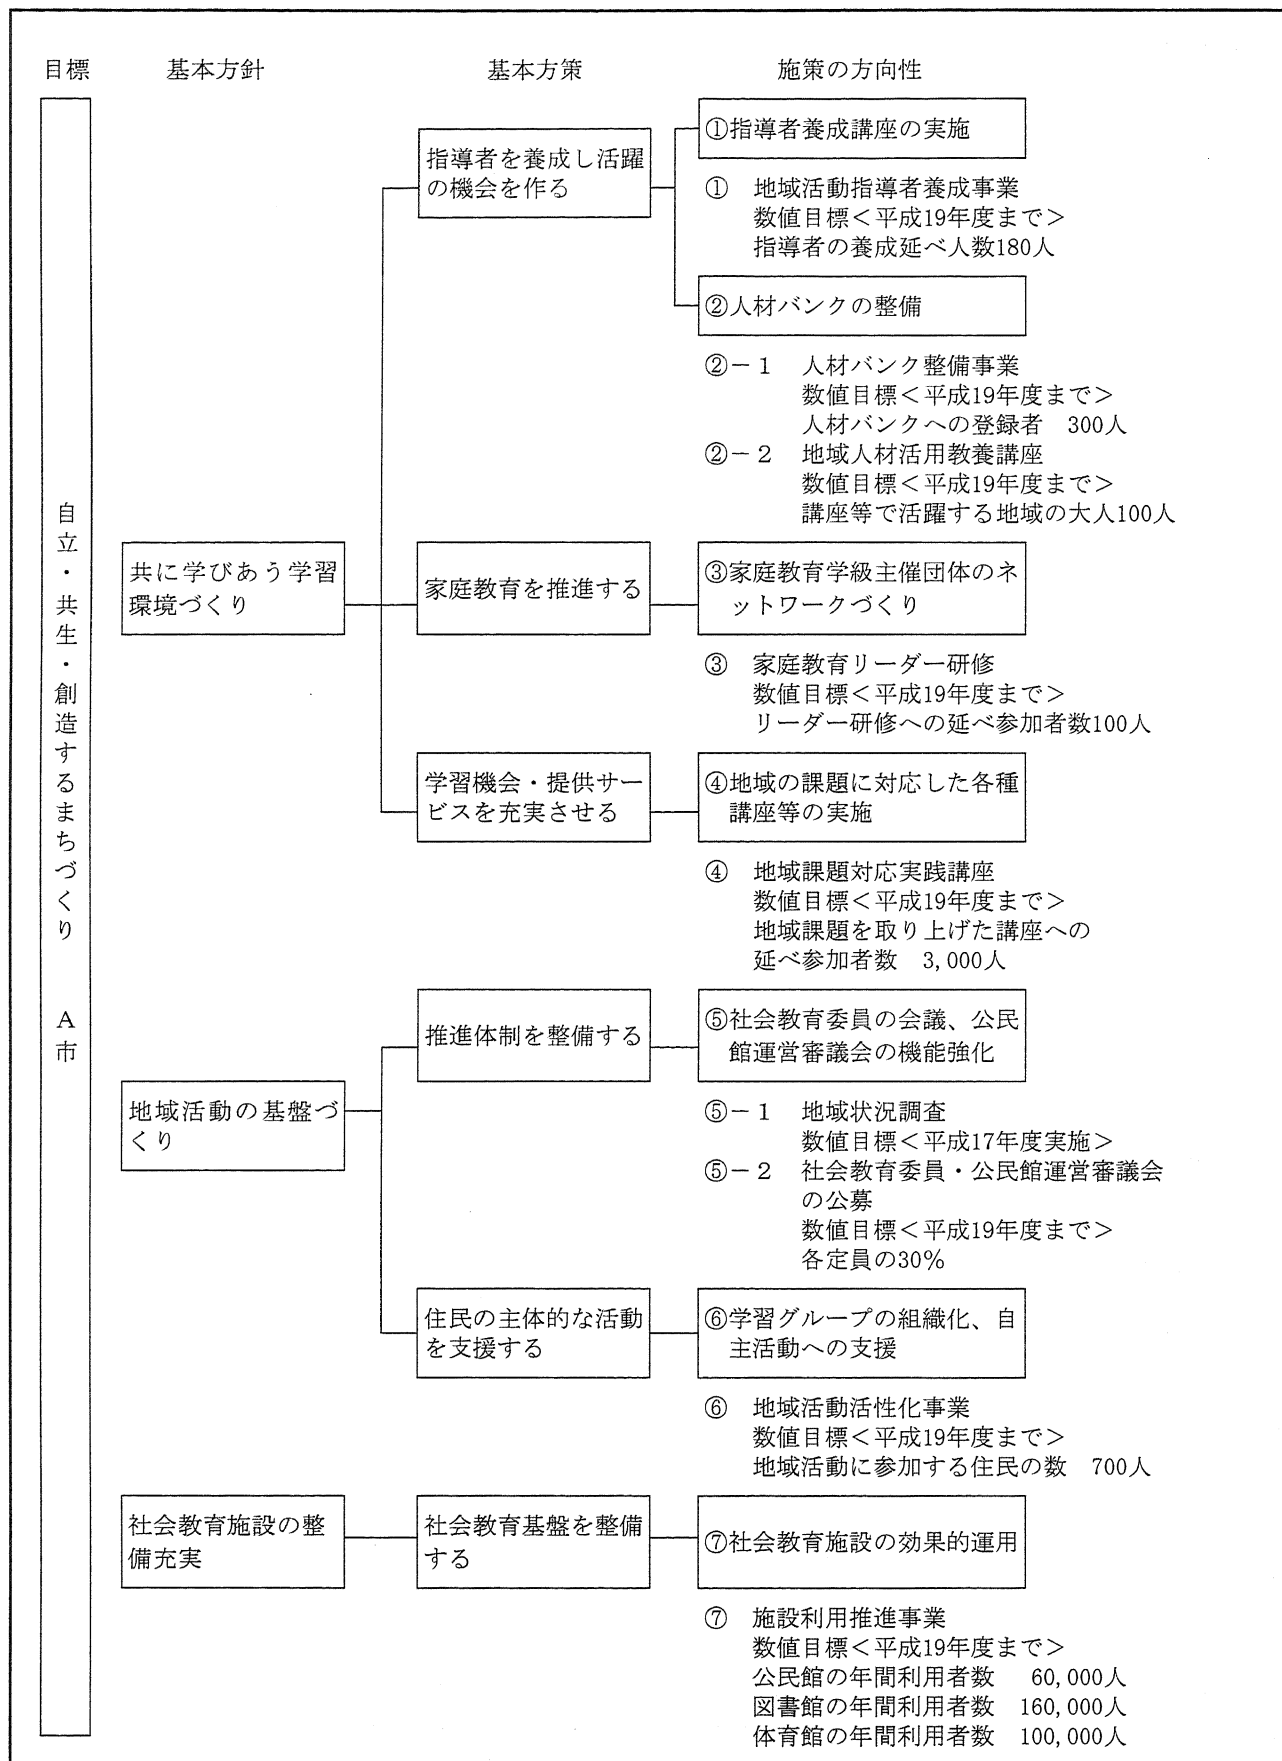 目標 基本方針 基本方策 施策の方向性
自立・共生・創造するまちづくり A市
共に学びあう学習
環境づくり
指導者を養成し活躍
の機会を作る
①指導者養成講座の実施
① 地域活動指導者養成事業
数値目標<平成19年度まで>
指導者の養成延べ人数180人
②人材バンクの整備
②-1 人材バンク整備事業
数値目標<平成19年度まで>
人材バンクへの登録者 300人
②-2 地域人材活用教養講座
数値目標<平成19年度まで>
講座等で活躍する地域の大人100人
家庭教育を推進する
③家庭教育学級主催団体のネ
ットワークづくり
③ 家庭教育リーダー研修
数値目標<平成19年度まで>
リーダー研修への延べ参加者数100人
学習機会・提供サー
ビスを充実させる
④地域の課題に対応した各種
講座等の実施
④ 地域課題対応実践講座
数値目標<平成19年度まで>
地域課題を取り上げた講座への
延べ参加者数 3,000人
地域活動の基盤づ
くり
推進体制を整備する
⑤社会教育委員の会議、公民
館運営審議会の機能強化
⑤-1 地域状況調査
数値目標<平成17年度実施>
⑤-2 社会教育委員・公民館運営審議会
の公募
数値目標<平成19年度まで>
各定員の30%
住民の主体的な活動
を支援する
⑥学習グループの組織化、自
主活動への支援
⑥ 地域活動活性化事業
数値目標<平成19年度まで>
地域活動に参加する住民の数 700人
社会教育施設の整
備充実
社会教育基盤を整備
する
⑦社会教育施設の効果的運用
⑦ 施設利用推進事業
数値目標<平成19年度まで>
公民館の年間利用者数 60,000人
図書館の年間利用者数 160,000人
体育館の年間利用者数 100,000人